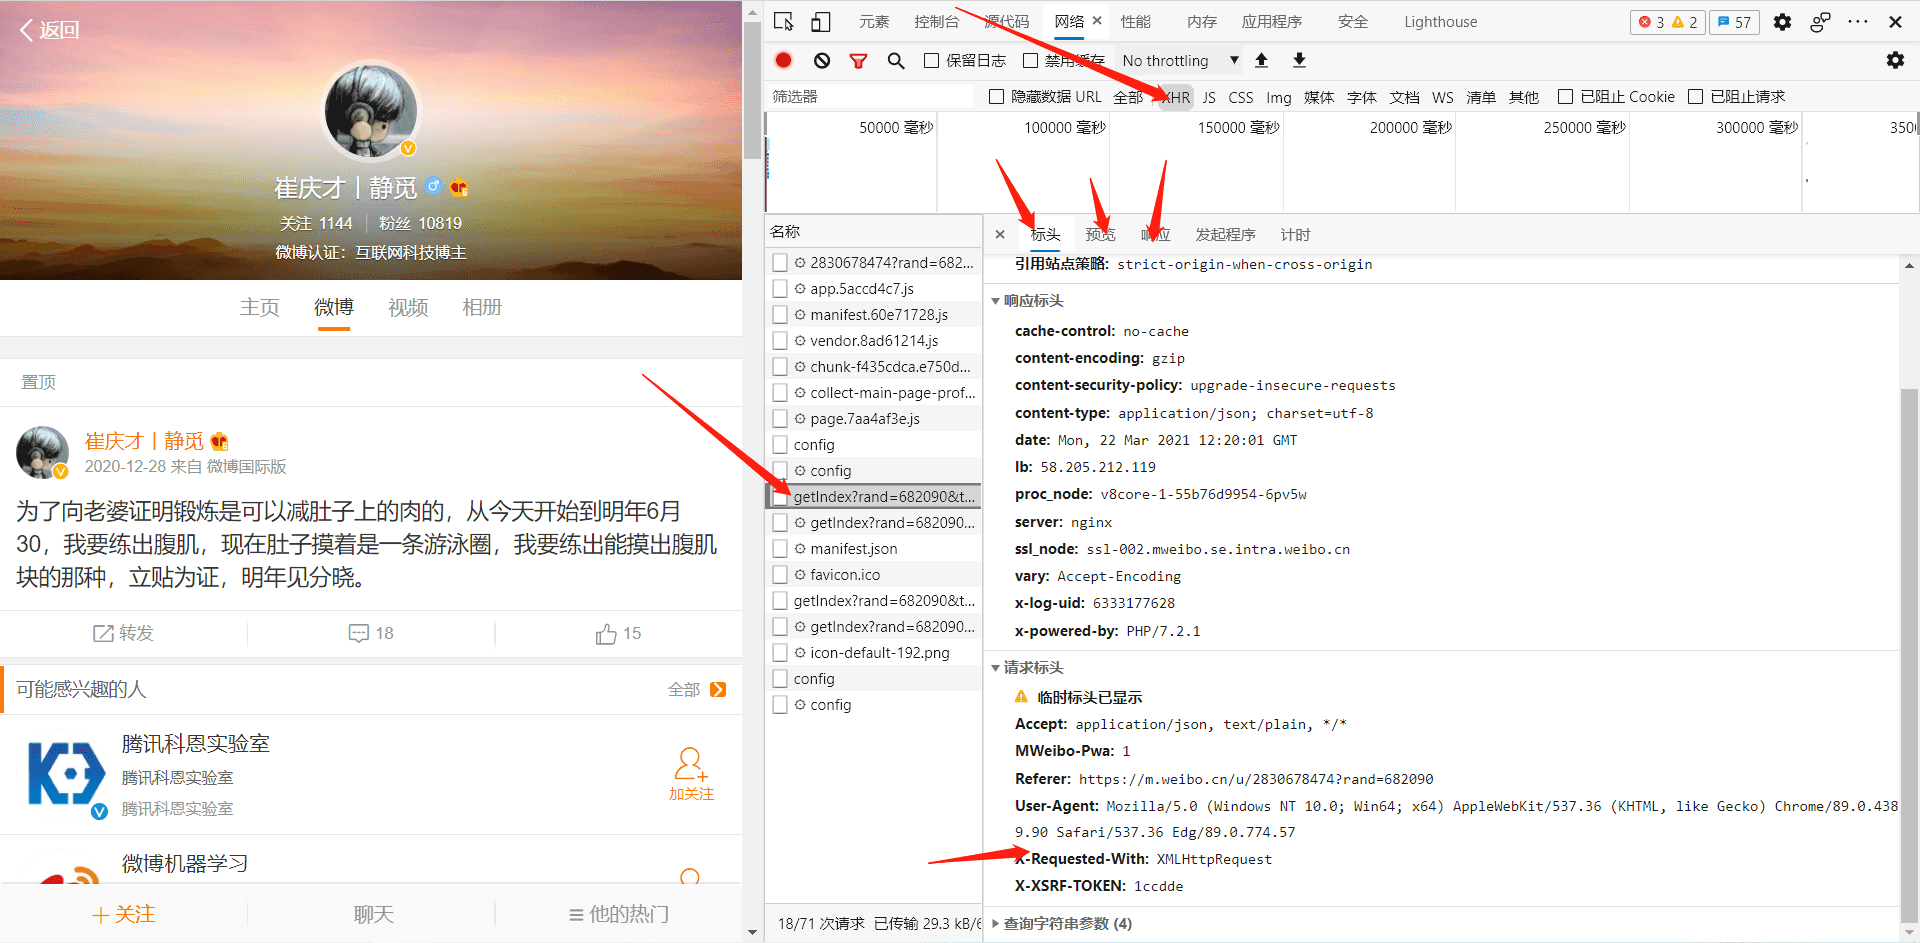 返回
崔庆才丨静觅
关注 1144 粉丝 10819
微博认证：互联网科技博主
主页 微博 视频 相册
置顶
崔庆才丨静觅
2020-12-28 来自 微博国际版
为了向老婆证明锻炼是可以减肚子上的肉的，从今天开始到明年6月
30，我要练出腹肌，现在肚子摸着是一条游泳圈，我要练出能摸出腹肌
块的那种，立贴为证，明年见分晓。
转发 18 15
可能感兴趣的人 全部
腾讯科恩实验室
腾讯科恩实验室
腾讯科恩实验室
加关注
微博机器学习
关注 聊天 他的热门
元素 控制台 源代码 网络 性能 内存 应用程序 安全 Lighthouse 3 2 57
保留日志 禁用缓存 No throttling
筛选器 隐藏数据 URL 全部 XHR JS CSS Img 媒体 字体 文档 WS 清单 其他 已阻止 Cookie 已阻止请求
50000 毫秒 100000 毫秒 150000 毫秒 200000 毫秒 250000 毫秒 300000 毫秒
名称
2830678474?rand=682...
app.5accd4c7.js
manifest.60e71728.js
vendor.8ad61214.js
chunk-f435cdca.e750d...
collect-main-page-prof...
page.7aa4af3e.js
config
config
getIndex?rand=682090&t...
getIndex?rand=682090...
manifest.json
favicon.ico
getIndex?rand=682090&t...
getIndex?rand=682090...
icon-default-192.png
config
config
18/71 次请求 已传输 29.3 kB/
标头 预览 响应 发起程序 计时
引用站点策略: strict-origin-when-cross-origin
响应标头
cache-control: no-cache
content-encoding: gzip
content-security-policy: upgrade-insecure-requests
content-type: application/json; charset=utf-8
date: Mon, 22 Mar 2021 12:20:01 GMT
lb: 58.205.212.119
proc_node: v8core-1-55b76d9954-6pv5w
server: nginx
ssl_node: ssl-002.mweibo.se.intra.weibo.cn
vary: Accept-Encoding
x-log-uid: 6333177628
x-powered-by: PHP/7.2.1
请求标头
临时标头已显示
Accept: application/json, text/plain, */*
MWeibo-Pwa: 1
Referer: https://m.weibo.cn/u/2830678474?rand=682090
User-Agent: Mozilla/5.0 (Windows NT 10.0; Win64; x64) AppleWebKit/537.36 (KHTML, like Gecko) Chrome/89.0.438
9.90 Safari/537.36 Edg/89.0.774.57
X-Requested-With: XMLHttpRequest
X-XSRF-TOKEN: 1ccdde
查询字符串参数 (4)